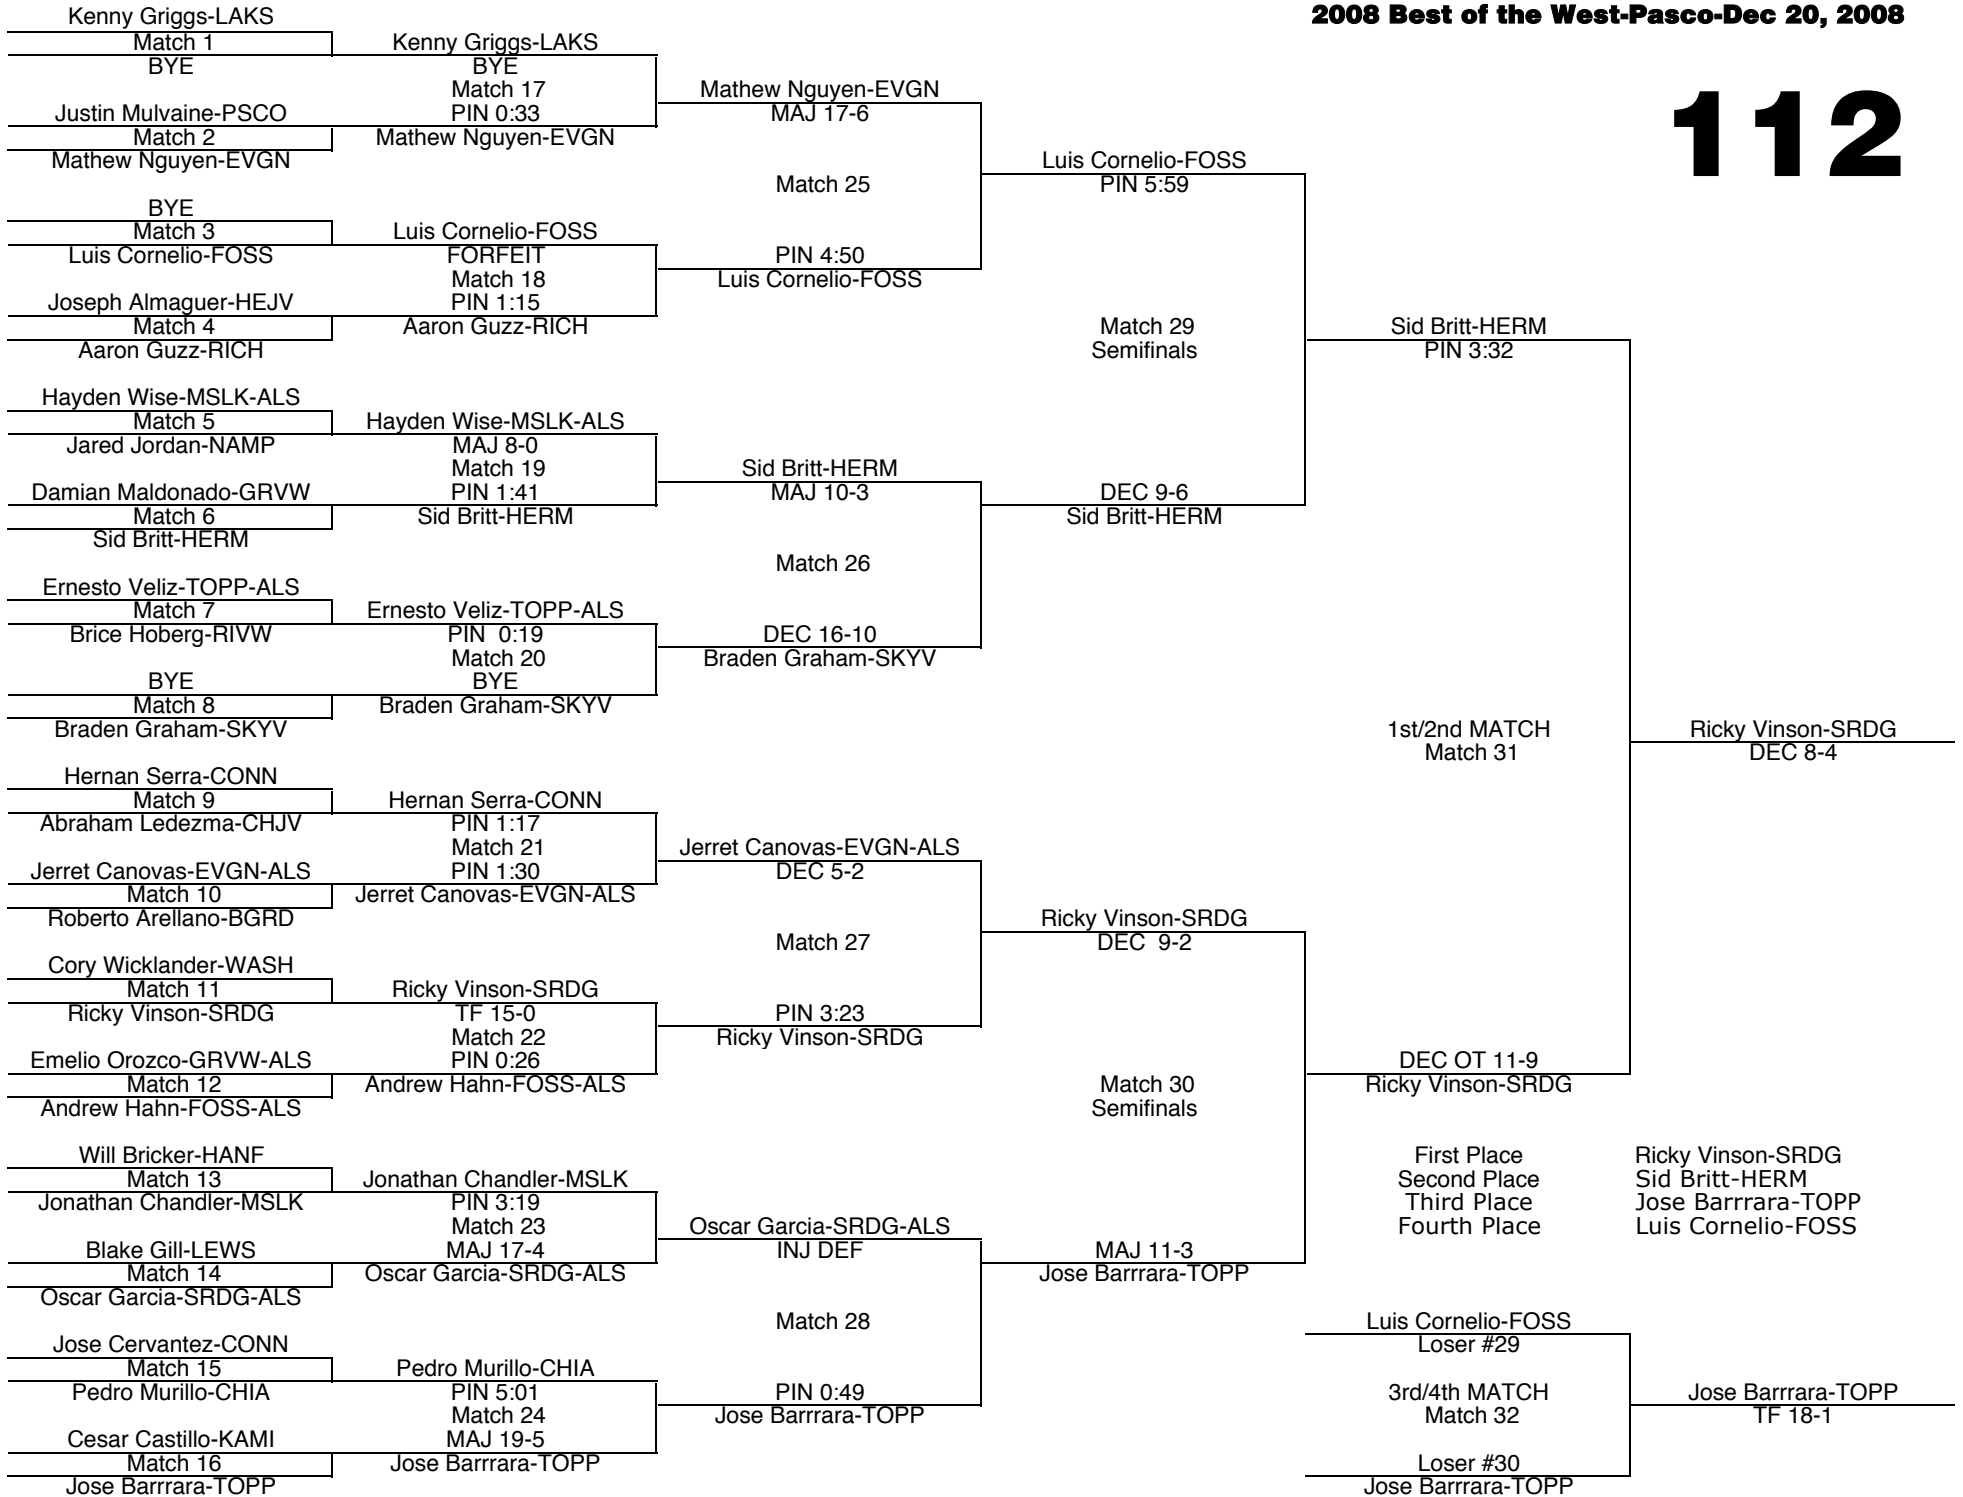 2008 Best of the West-Pasco-Dec 20, 2008
112
Kenny Griggs-LAKS
Match 1
BYE
Justin Mulvaine-PSCO
Match 2
Mathew Nguyen-EVGN
BYE
Match 3
Luis Cornelio-FOSS
Joseph Almaguer-HEJV
Match 4
Aaron Guzz-RICH
Hayden Wise-MSLK-ALS
Match 5
Jared Jordan-NAMP
Damian Maldonado-GRVW
Match 6
Sid Britt-HERM
Ernesto Veliz-TOPP-ALS
Match 7
Brice Hoberg-RIVW
BYE
Match 8
Braden Graham-SKYV
Hernan Serra-CONN
Match 9
Abraham Ledezma-CHJV
Jerret Canovas-EVGN-ALS
Match 10
Roberto Arellano-BGRD
Cory Wicklander-WASH
Match 11
Ricky Vinson-SRDG
Emelio Orozco-GRVW-ALS
Match 12
Andrew Hahn-FOSS-ALS
Will Bricker-HANF
Match 13
Jonathan Chandler-MSLK
Blake Gill-LEWS
Match 14
Oscar Garcia-SRDG-ALS
Jose Cervantez-CONN
Match 15
Pedro Murillo-CHIA
Cesar Castillo-KAMI
Match 16
Jose Barrrara-TOPP
Kenny Griggs-LAKS
BYE
Match 17
PIN 0:33
Mathew Nguyen-EVGN
Luis Cornelio-FOSS
FORFEIT
Match 18
PIN 1:15
Aaron Guzz-RICH
Hayden Wise-MSLK-ALS
MAJ 8-0
Match 19
PIN 1:41
Sid Britt-HERM
Ernesto Veliz-TOPP-ALS
PIN  0:19
Match 20
BYE
Braden Graham-SKYV
Hernan Serra-CONN
PIN 1:17
Match 21
PIN 1:30
Jerret Canovas-EVGN-ALS
Ricky Vinson-SRDG
TF 15-0
Match 22
PIN 0:26
Andrew Hahn-FOSS-ALS
Jonathan Chandler-MSLK
PIN 3:19
Match 23
MAJ 17-4
Oscar Garcia-SRDG-ALS
Pedro Murillo-CHIA
PIN 5:01
Match 24
MAJ 19-5
Jose Barrrara-TOPP
Mathew Nguyen-EVGN
MAJ 17-6
Match 25
PIN 4:50
Luis Cornelio-FOSS
Sid Britt-HERM
MAJ 10-3
Match 26
DEC 16-10
Braden Graham-SKYV
Jerret Canovas-EVGN-ALS
DEC 5-2
Match 27
PIN 3:23
Ricky Vinson-SRDG
Oscar Garcia-SRDG-ALS
INJ DEF
Match 28
PIN 0:49
Jose Barrrara-TOPP
Luis Cornelio-FOSS
PIN 5:59
Match 29
Semifinals
DEC 9-6
Sid Britt-HERM
Ricky Vinson-SRDG
DEC  9-2
Match 30
Semifinals
MAJ 11-3
Jose Barrrara-TOPP
Sid Britt-HERM
PIN 3:32
1st/2nd MATCH
Match 31
DEC OT 11-9
Ricky Vinson-SRDG
Ricky Vinson-SRDG
DEC 8-4
First Place Ricky Vinson-SRDG
Second Place Sid Britt-HERM
Third Place Jose Barrrara-TOPP
Fourth Place Luis Cornelio-FOSS
Luis Cornelio-FOSS
Loser #29
3rd/4th MATCH
Match 32
Loser #30
Jose Barrrara-TOPP
Jose Barrrara-TOPP
TF 18-1